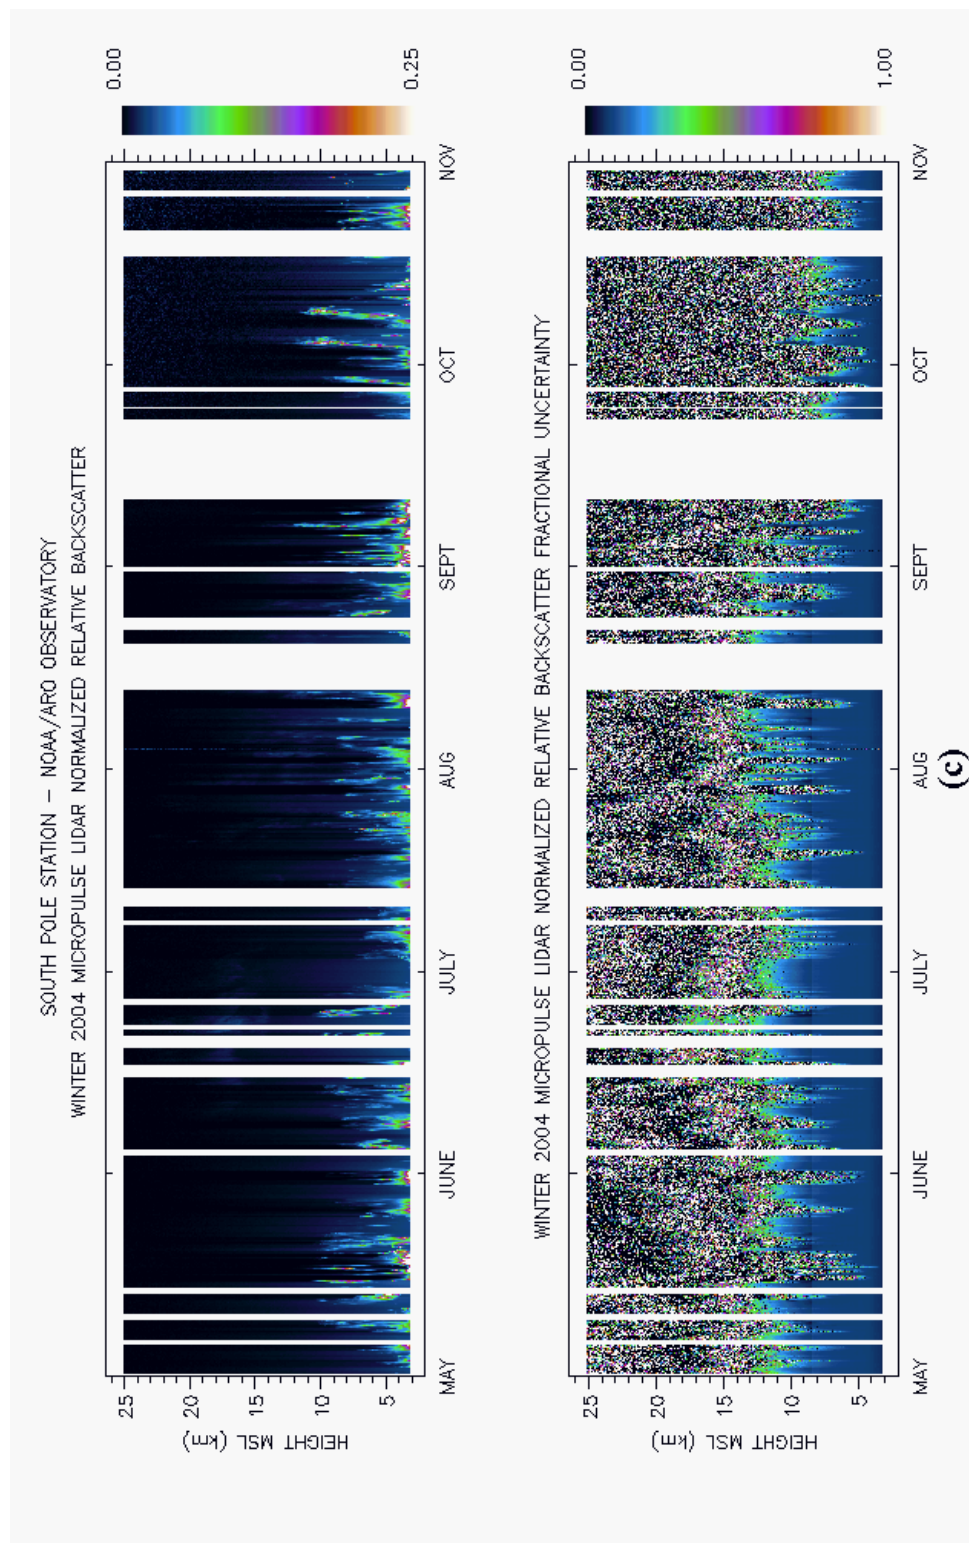 SOUTH POLE STATION – NOAA/ARO OBSERVATORY
WINTER 2004 MICROPULSE LIDAR NORMALIZED RELATIVE BACKSCATTER
HEIGHT MSL (km)
25
20
15
10
5
MAY
JUNE
JULY
AUG
SEPT
OCT
NOV
0.00
0.25
WINTER 2004 MICROPULSE LIDAR NORMALIZED RELATIVE BACKSCATTER FRACTIONAL UNCERTAINTY
HEIGHT MSL (km)
25
20
15
10
5
MAY
JUNE
JULY
AUG
SEPT
OCT
NOV
0.00
1.00
(c)